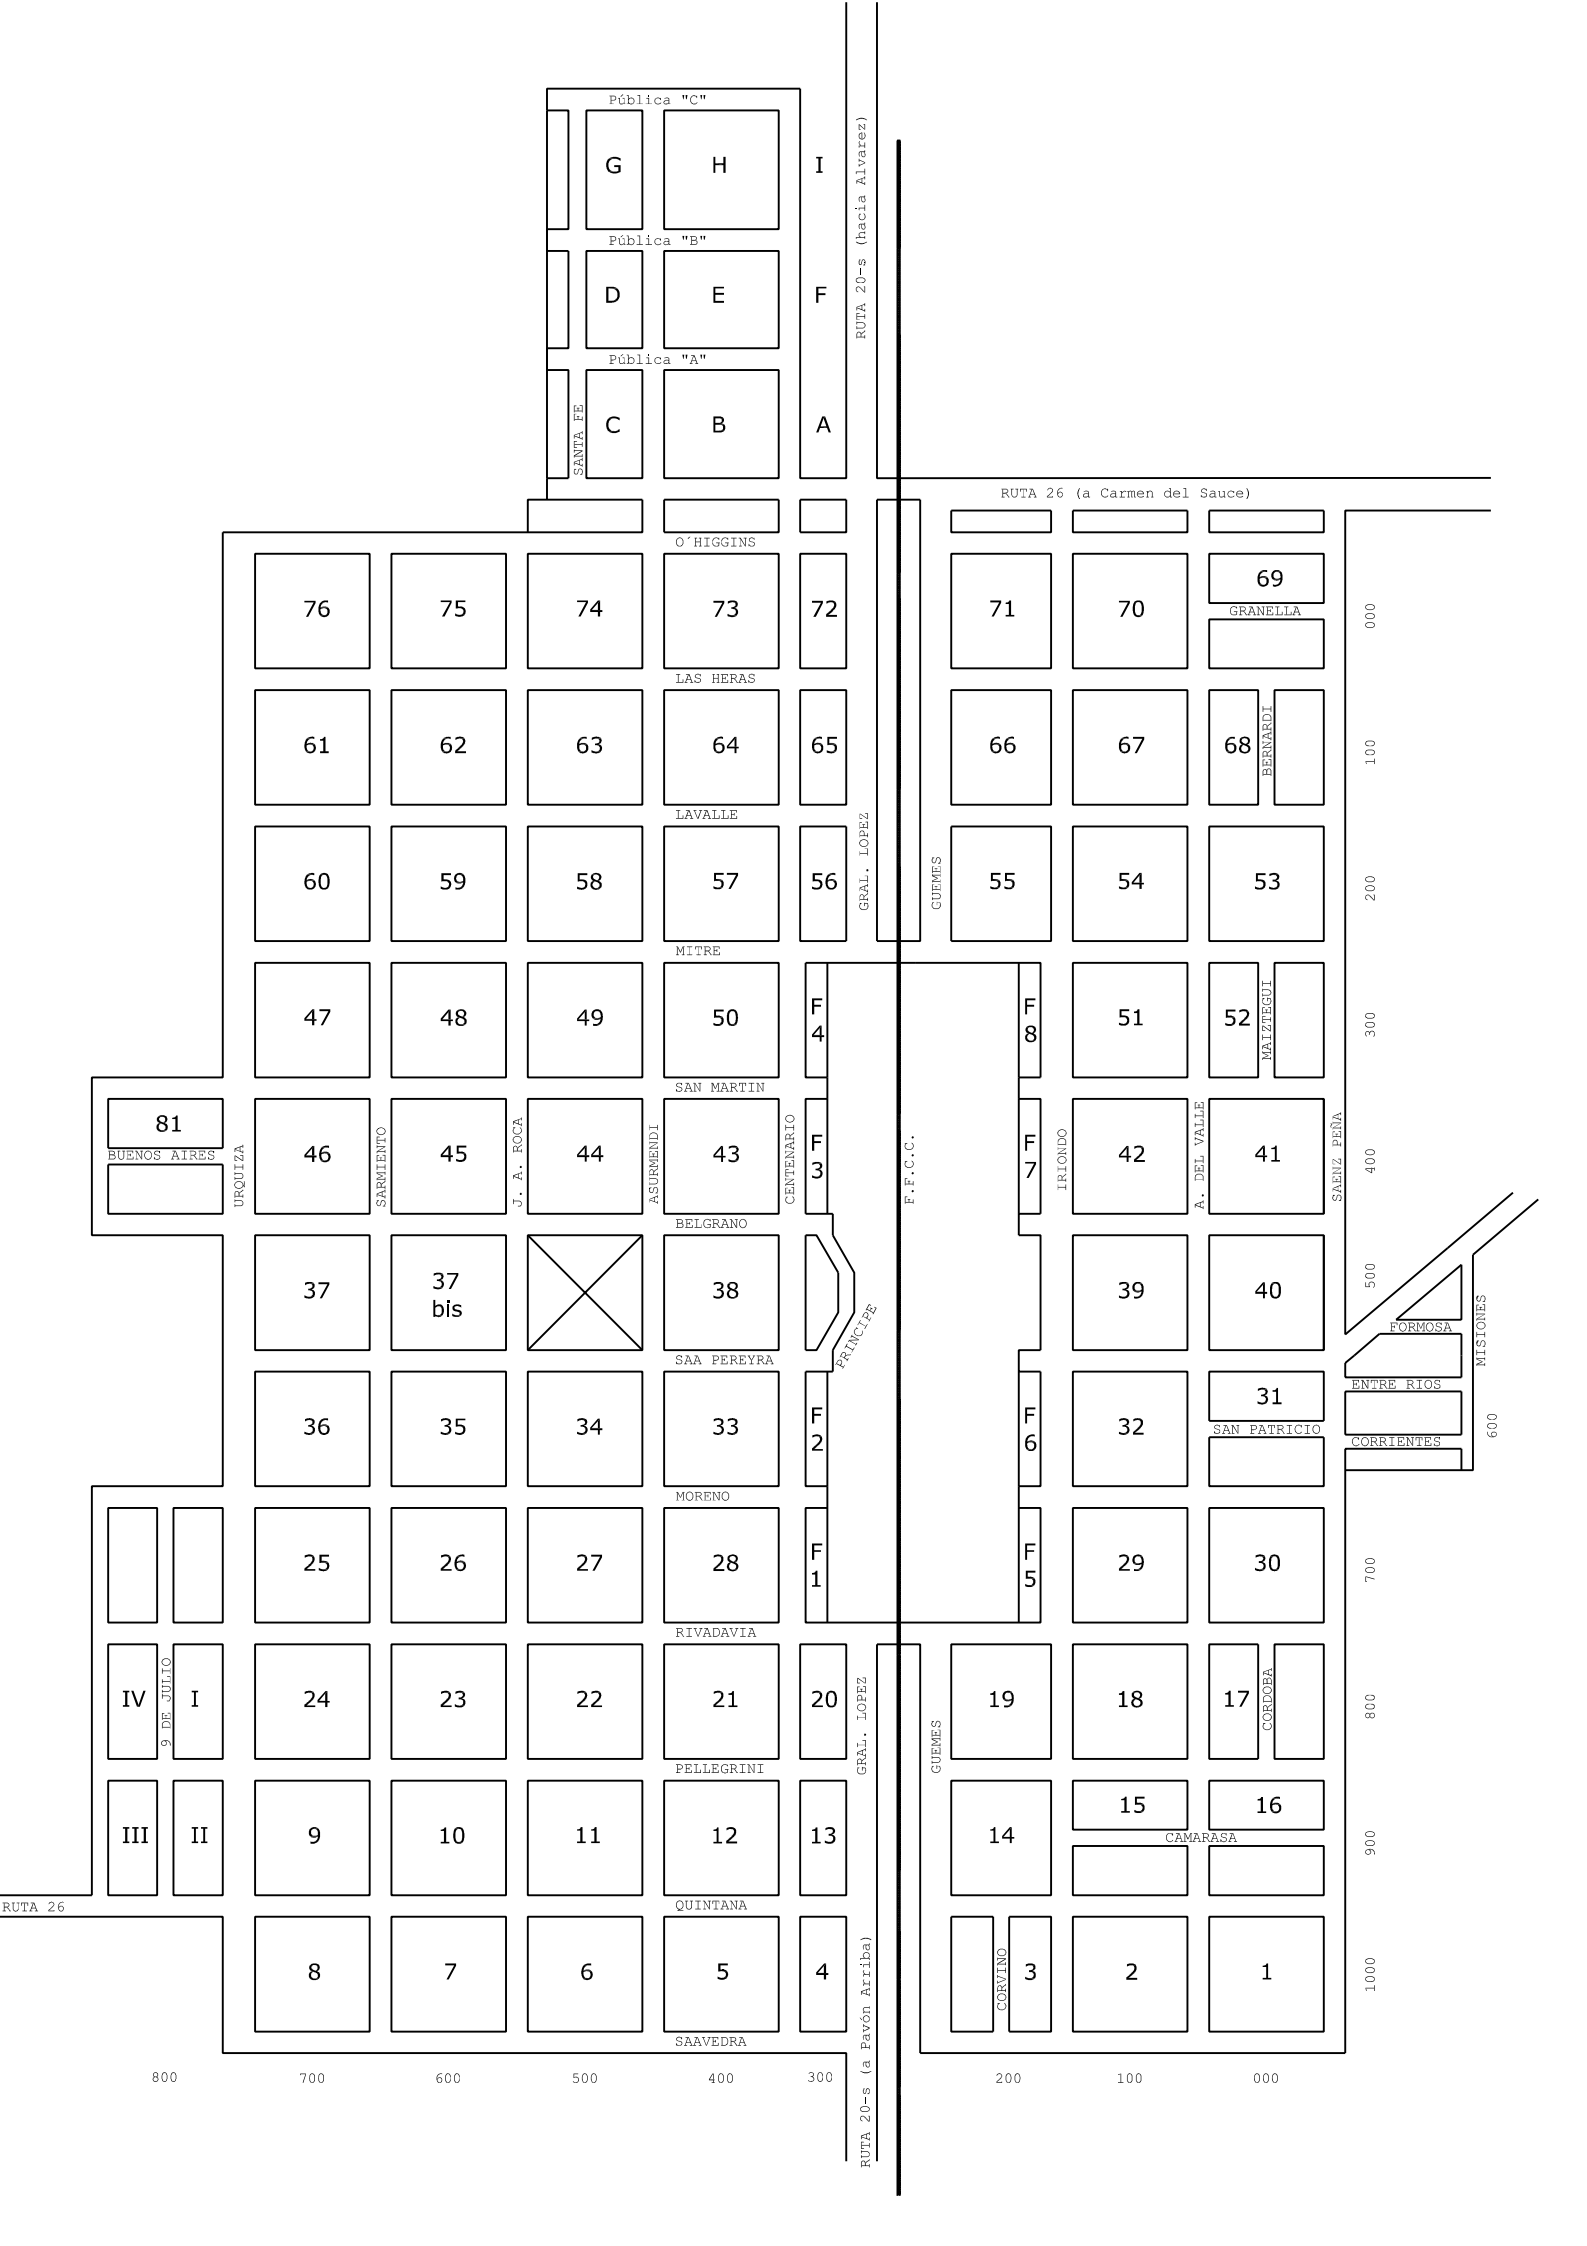 Pública "C"
G
H
I
RUTA 20-s (hacia Alvarez)
Pública "B"
D
E
F
Pública "A"
SANTA FE
C
B
A
RUTA 26 (a Carmen del Sauce)
O´HIGGINS
76
75
74
73
72
71
70
69
GRANELLA
000
LAS HERAS
61
62
63
64
65
66
67
68
BERNARDI
100
LAVALLE
60
59
58
57
56
GRAL. LOPEZ
GUEMES
55
54
53
200
MITRE
47
48
49
50
F
4
F
8
51
52
MAIZTEGUI
300
SAN MARTIN
81
BUENOS AIRES
URQUIZA
46
SARMIENTO
45
J. A. ROCA
44
ASURMENDI
43
CENTENARIO
F
3
F.F.C.C.
F
7
IRIONDO
42
A. DEL VALLE
41
SAENZ PEÑA
400
BELGRANO
37
37
bis
38
PRINCIPE
39
40
500
FORMOSA
MISIONES
SAA PEREYRA
36
35
34
33
F
2
F
6
32
31
SAN PATRICIO
ENTRE RIOS
CORRIENTES
600
MORENO
25
26
27
28
F
1
F
5
29
30
700
RIVADAVIA
IV
9 DE JULIO
I
24
23
22
21
20
GRAL. LOPEZ
GUEMES
19
18
17
CORDOBA
800
PELLEGRINI
III
II
9
10
11
12
13
14
15
16
CAMARASA
900
RUTA 26
QUINTANA
8
7
6
5
4
RUTA 20-s (a Pavón Arriba)
CORVINO
3
2
1
1000
SAAVEDRA
800
700
600
500
400
300
200
100
000